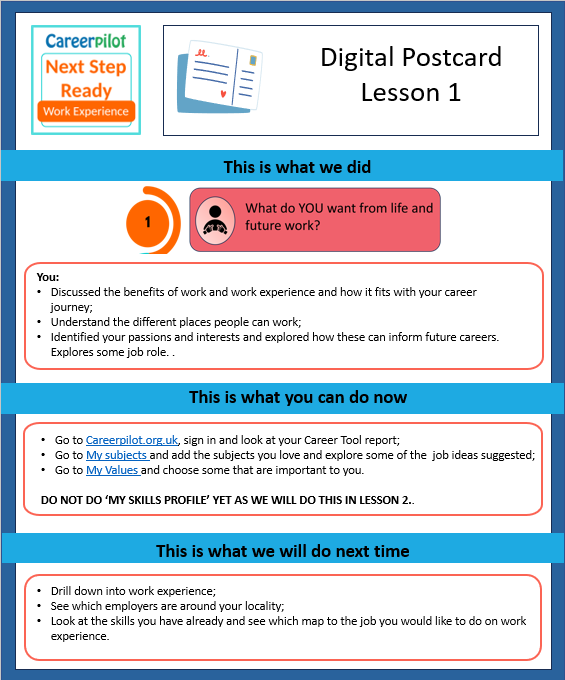 Careerpilot
Next Step
Ready
Work Experience
Digital Postcard
Lesson 1
This is what we did
1
What do YOU want from life and
future work?
You:
• Discussed the benefits of work and work experience and how it fits with your career
journey;
• Understand the different places people can work;
• Identified your passions and interests and explored how these can inform future careers.
Explores some job role. .
This is what you can do now
• Go to Careerpilot.org.uk, sign in and look at your Career Tool report;
• Go to My subjects and add the subjects you love and explore some of the  job ideas suggested;
• Go to My Values and choose some that are important to you.
DO NOT DO ‘MY SKILLS PROFILE’ YET AS WE WILL DO THIS IN LESSON 2..
This is what we will do next time
• Drill down into work experience;
• See which employers are around your locality;
• Look at the skills you have already and see which map to the job you would like to do on work
experience.